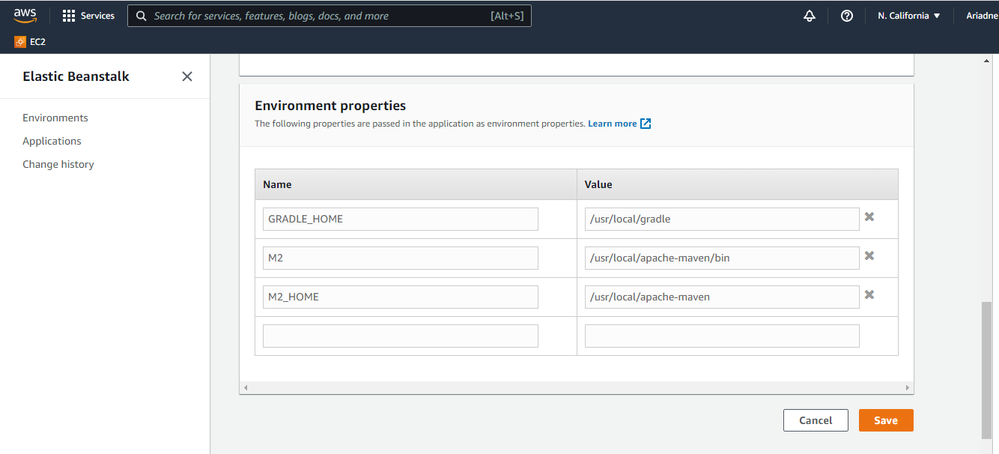 aws
Services
Search for services, features, blogs, docs, and more [Alt+S]
N. California ▼
Ariadne
EC2
Elastic Beanstalk
Environments
Applications
Change history
Environment properties
The following properties are passed in the application as environment properties. Learn more
Name Value
GRADLE_HOME /usr/local/gradle
M2 /usr/local/apache-maven/bin
M2_HOME /usr/local/apache-maven
Cancel Save